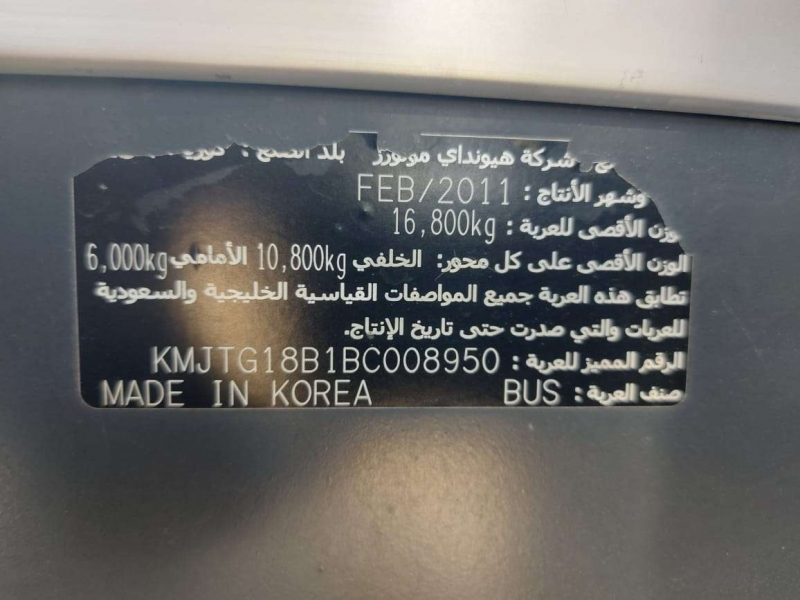 شركة هيونداي موتورز بلد الصنع :
وشهر الأنتاج : FEB/2011
وزن الأقصى للعربة : 16,800kg
الوزن الأقصى على كل محور: الخلفي 10,800kg الأمامي 6,000kg
تطابق هذه العربة جميع المواصفات القياسية الخليجية والسعودية
للعربات والتي صدرت حتى تاريخ الإنتاج.
الرقم المميز للعربة : KMJTG18B1BC008950
صنف العربة : BUS MADE IN KOREA